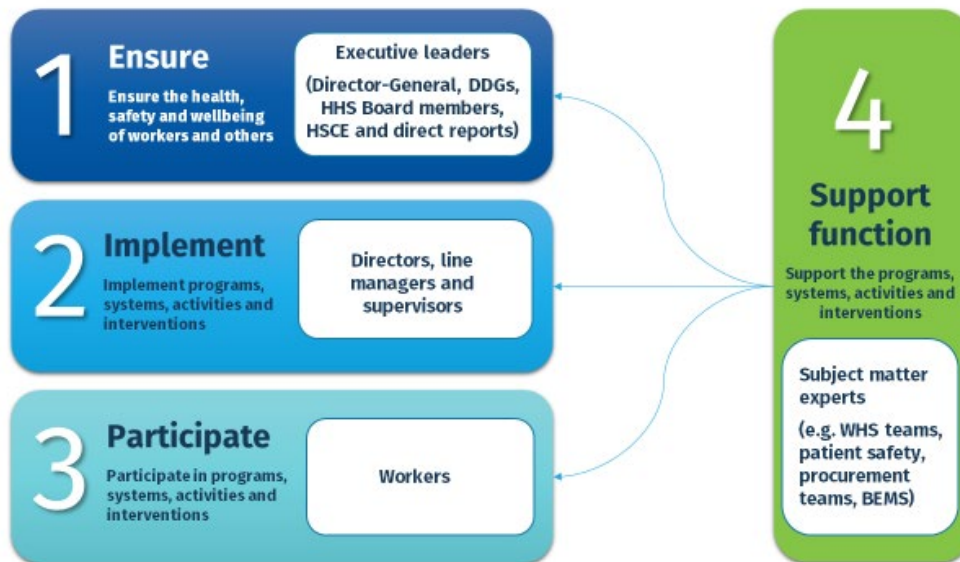 1
Ensure
Ensure the health,
safety and wellbeing
of workers and others
Executive leaders
(Director-General, DDGs,
HHS Board members,
HSCE and direct reports)
2
Implement
Implement programs,
systems, activities and
interventions
Directors, line
managers and
supervisors
3
Participate
Participate in programs,
systems, activities and
interventions
Workers
4
Support
function
Support the programs,
systems, activities and
interventions
Subject matter
experts
(e.g. WHS teams,
patient safety,
procurement
teams, BEMS)